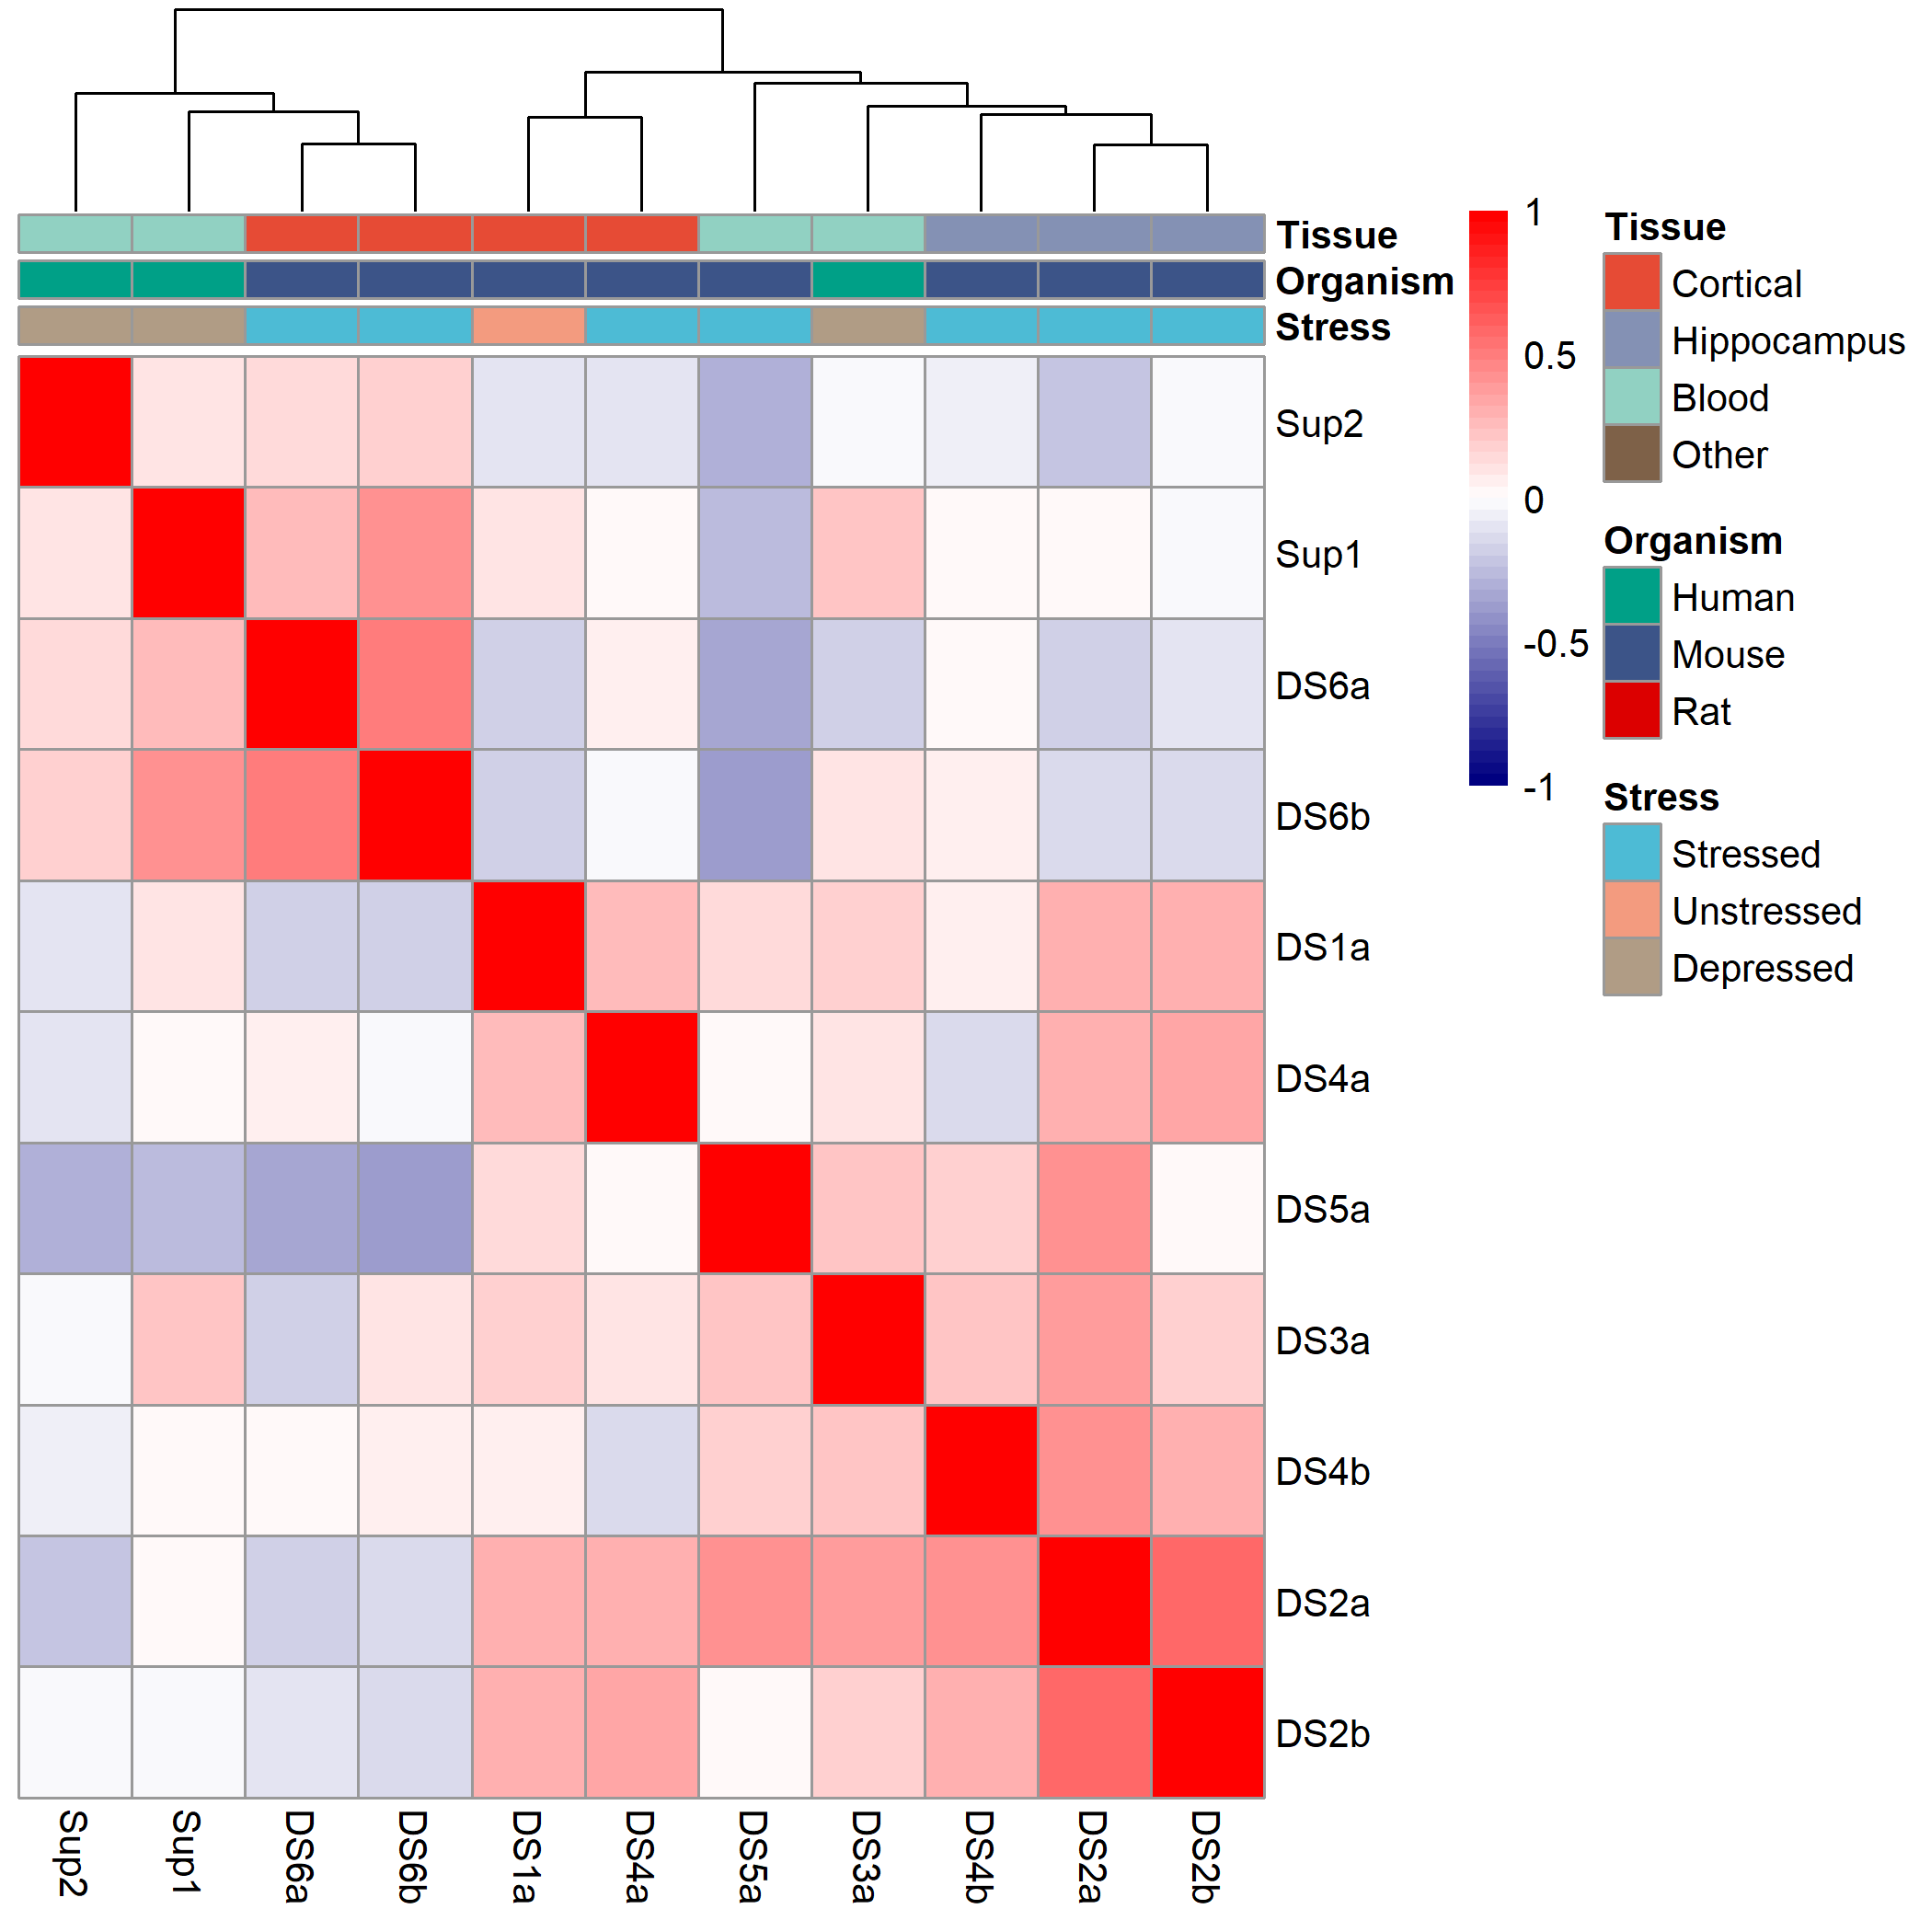 Tissue
Organism
Stress
Sup2
Sup1
DS6a
DS6b
DS1a
DS4a
DS5a
DS3a
DS4b
DS2a
DS2b
Sup2
Sup1
DS6a
DS6b
DS1a
DS4a
DS5a
DS3a
DS4b
DS2a
DS2b
1
0.5
0
-0.5
-1
Tissue
Cortical
Hippocampus
Blood
Other
Organism
Human
Mouse
Rat
Stress
Stressed
Unstressed
Depressed